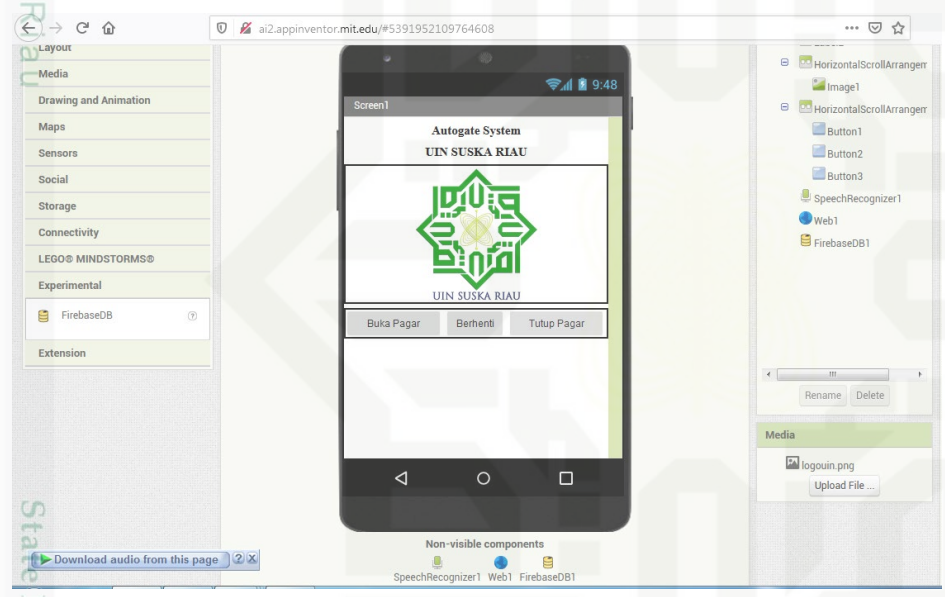 ai2.appinventor.mit.edu/#5391952109764608
Layout
Media
Drawing and Animation
Maps
Sensors
Social
Storage
Connectivity
LEGO® MINDSTORMS®
Experimental
FirebaseDB
Extension
9:48
Screen1
Autogate System
UIN SUSKA RIAU
UIN SUSKA RIAU
Buka Pagar Berhenti Tutup Pagar
Non-visible components
SpeechRecognizer1 Web1 FirebaseDB1
HorizontalScrollArrangem
Image1
HorizontalScrollArrangem
Button1
Button2
Button3
SpeechRecognizer1
Web1
FirebaseDB1
Rename Delete
Media
logouin.png
Upload File ...
Download audio from this page ? X
Riau
State